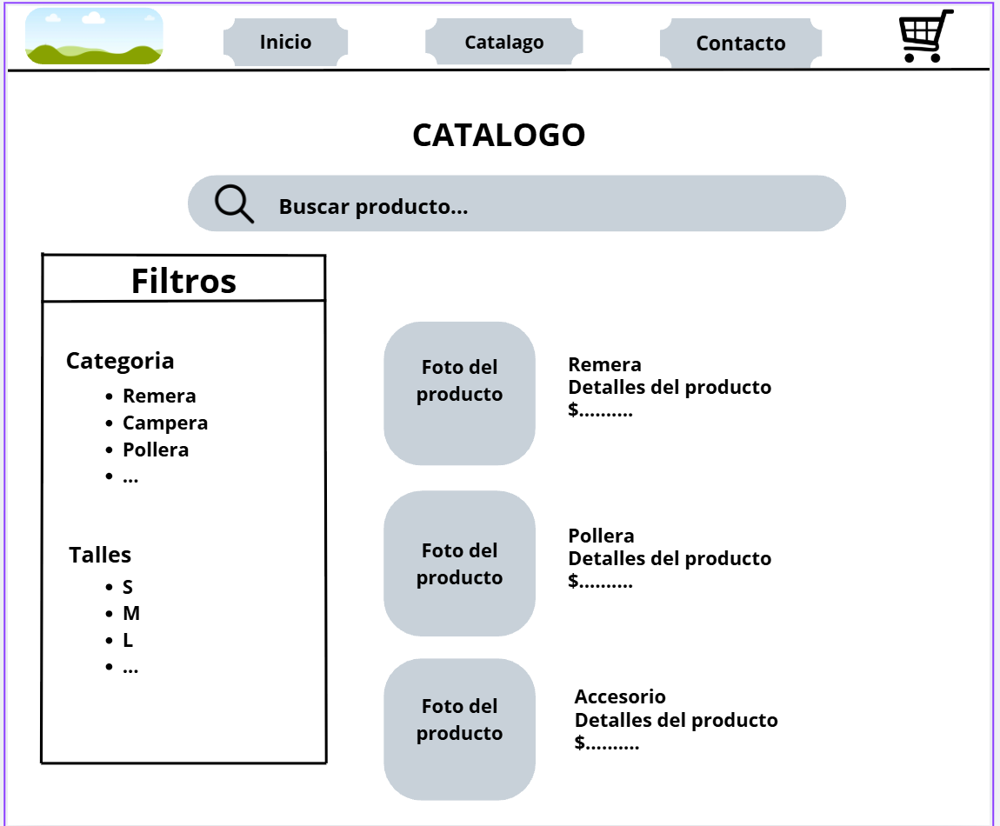 Inicio
Catalago
Contacto
CATALOGO
Buscar producto...
Filtros
Categoria
• Remera
• Campera
• Pollera
• ...
Talles
• S
• M
• L
• ...
Foto del
producto
Remera
Detalles del producto
$..........
Foto del
producto
Pollera
Detalles del producto
$..........
Foto del
producto
Accesorio
Detalles del producto
$..........